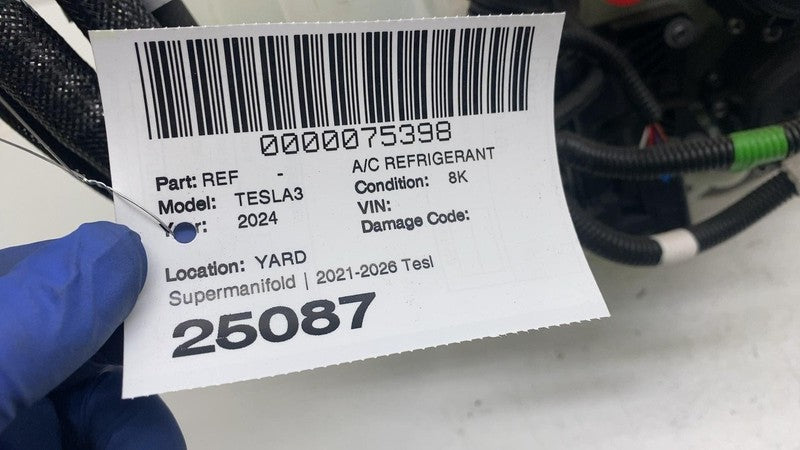 0000075398
Part: REF - A/C REFRIGERANT
Model: TESLA3 Condition: 8K
Year: 2024 VIN:
Damage Code:
Location: YARD
Supermanifold | 2021-2026 Tesl
25087